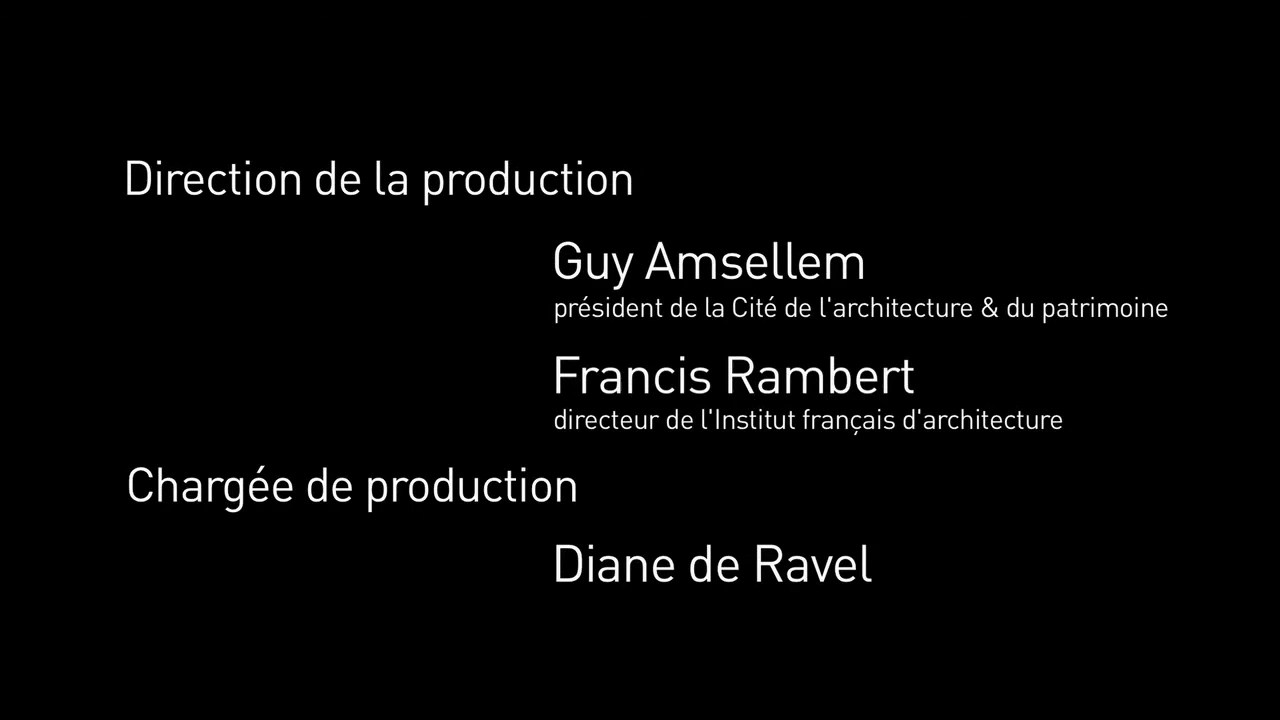 Direction de la production
Guy Amsellem
président de la Cité de l'architecture & du patrimoine
Francis Rambert
directeur de l'Institut français d'architecture
Chargée de production
Diane de Ravel